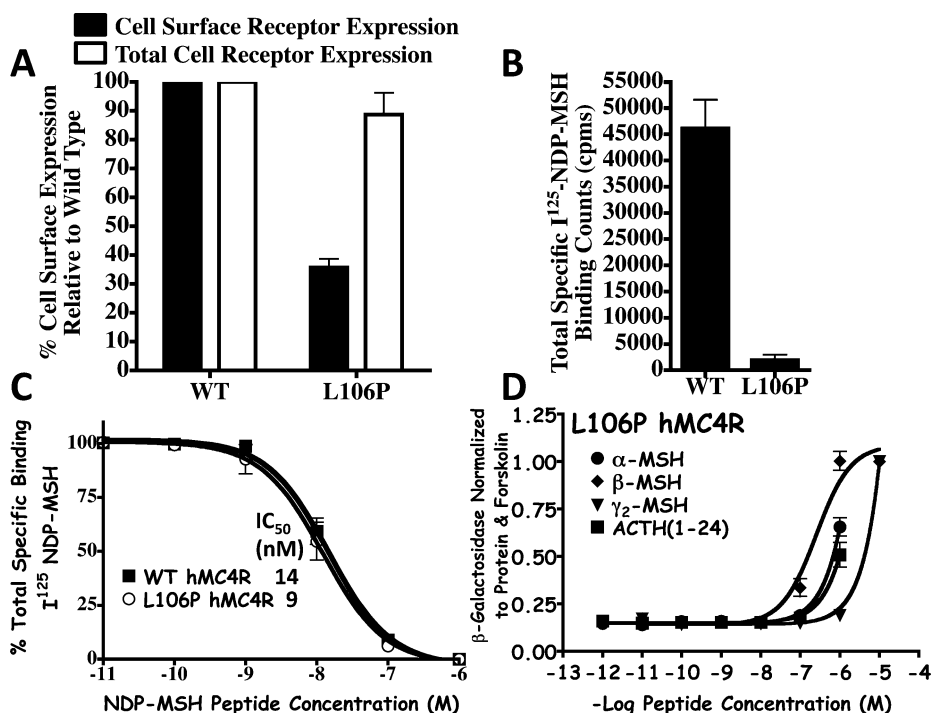 Cell Surface Receptor Expression
Total Cell Receptor Expression
A
% Cell Surface Expression
Relative to Wild Type
100
90
80
70
60
50
40
30
20
10
0
WT
L106P
B
Total Specific I¹²⁵-NDP-MSH
Binding Counts (cpms)
55000
50000
45000
40000
35000
30000
25000
20000
15000
10000
5000
0
WT
L106P
C
% Total Specific Binding
I¹²⁵ NDP-MSH
100
75
50
25
0
IC₅₀
(nM)
WT hMC4R 14
L106P hMC4R 9
-11
-10
-9
-8
-7
-6
NDP-MSH Peptide Concentration (M)
D
β-Galactosidase Normalized
to Protein & Forskolin
1.25
1.00
0.75
0.50
0.25
0.00
L106P hMC4R
α-MSH
β-MSH
γ₂-MSH
ACTH(1-24)
-13
-12
-11
-10
-9
-8
-7
-6
-5
-4
-Log Peptide Concentration (M)